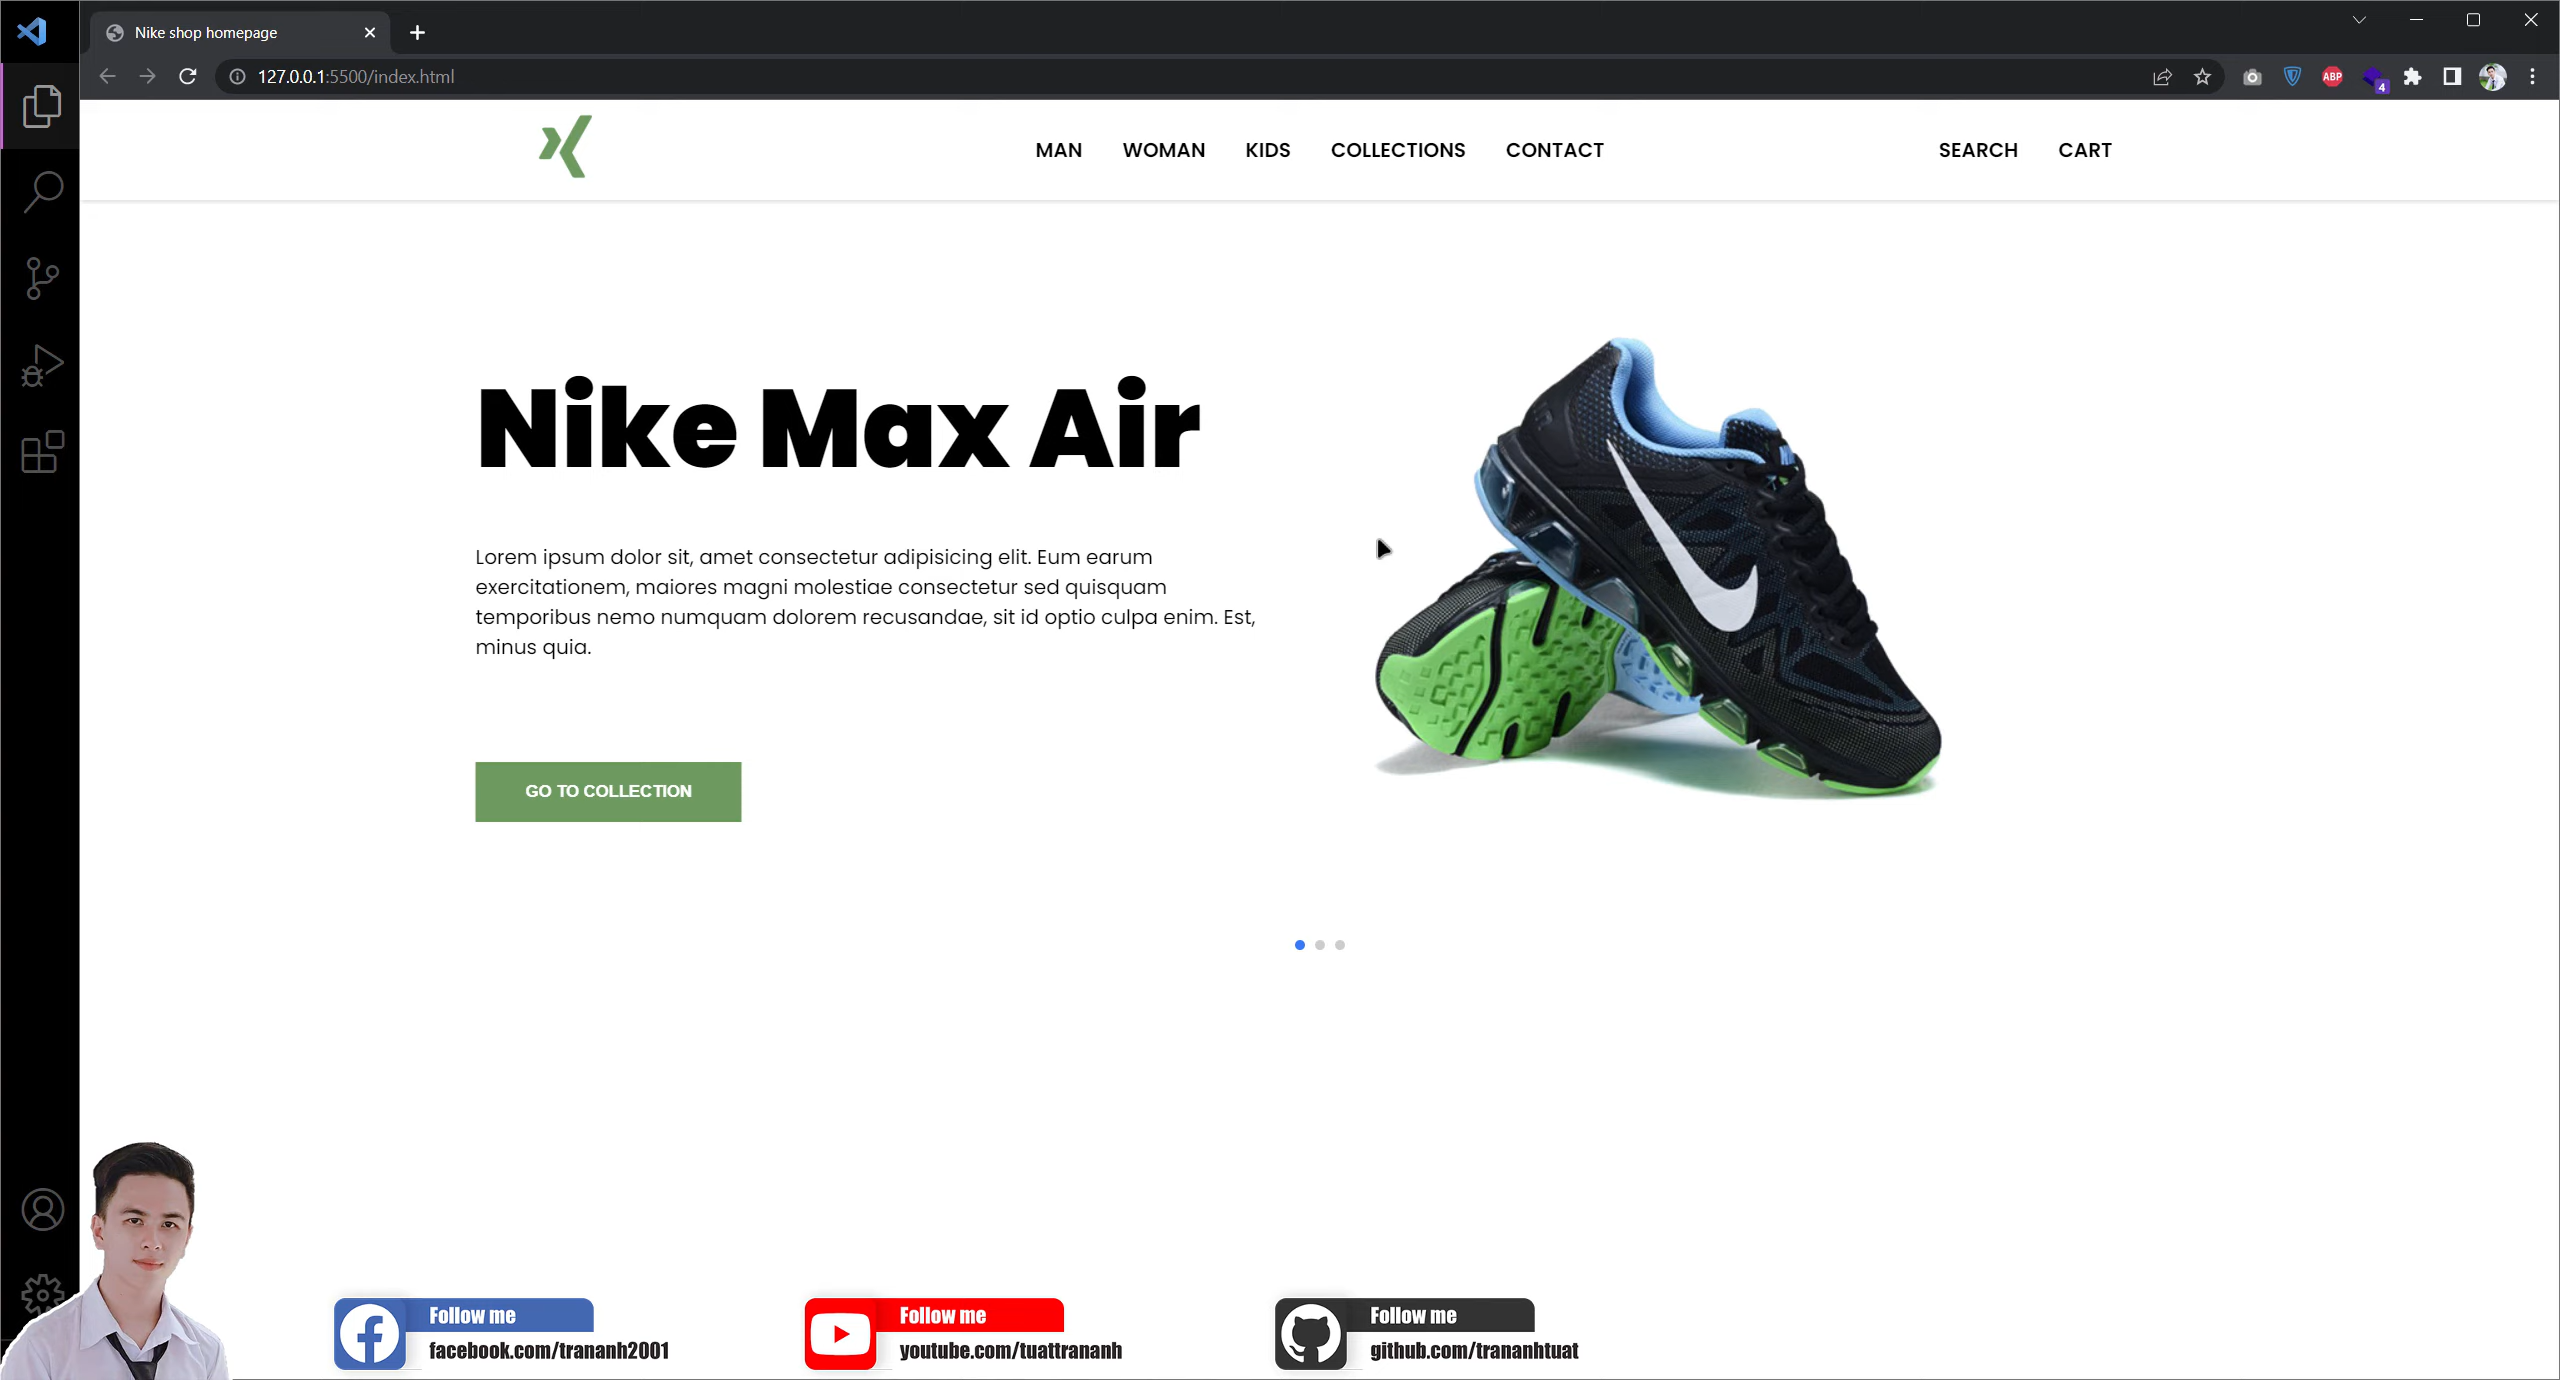 Nike shop homepage
127.0.0.1:5500/index.html
ABP
4
MAN WOMAN KIDS COLLECTIONS CONTACT SEARCH CART
Nike Max Air
Lorem ipsum dolor sit, amet consectetur adipisicing elit. Eum earum
exercitationem, maiores magni molestiae consectetur sed quisquam
temporibus nemo numquam dolorem recusandae, sit id optio culpa enim. Est,
minus quia.
GO TO COLLECTION
Follow me
facebook.com/trananh2001
Follow me
youtube.com/tuattrananh
Follow me
github.com/trananhtuat